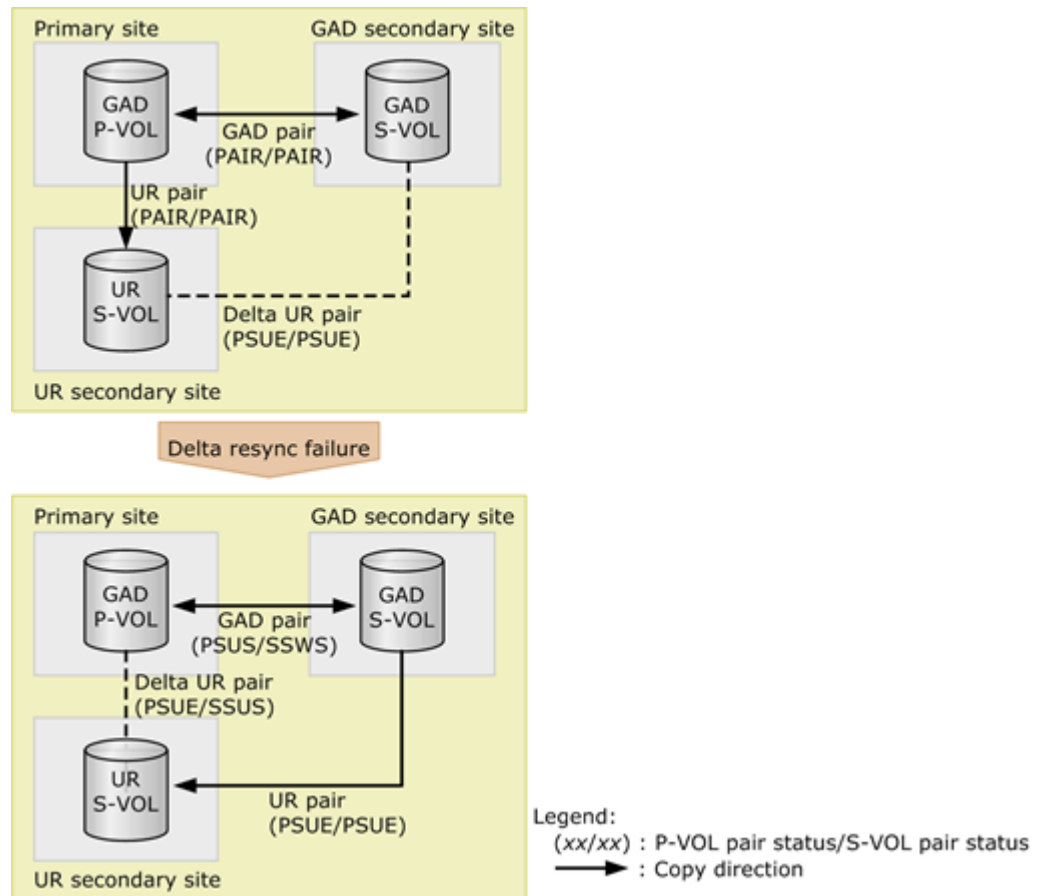 Primary site
GAD secondary site
GAD
P-VOL
GAD
S-VOL
GAD pair
(PAIR/PAIR)
UR pair
(PAIR/PAIR)
UR
S-VOL
Delta UR pair
(PSUE/PSUE)
UR secondary site
Delta resync failure
Primary site
GAD secondary site
GAD
P-VOL
GAD
S-VOL
GAD pair
(PSUS/SSWS)
Delta UR pair
(PSUE/SSUS)
UR
S-VOL
UR pair
(PSUE/PSUE)
UR secondary site
Legend:
(xx/xx) : P-VOL pair status/S-VOL pair status
: Copy direction